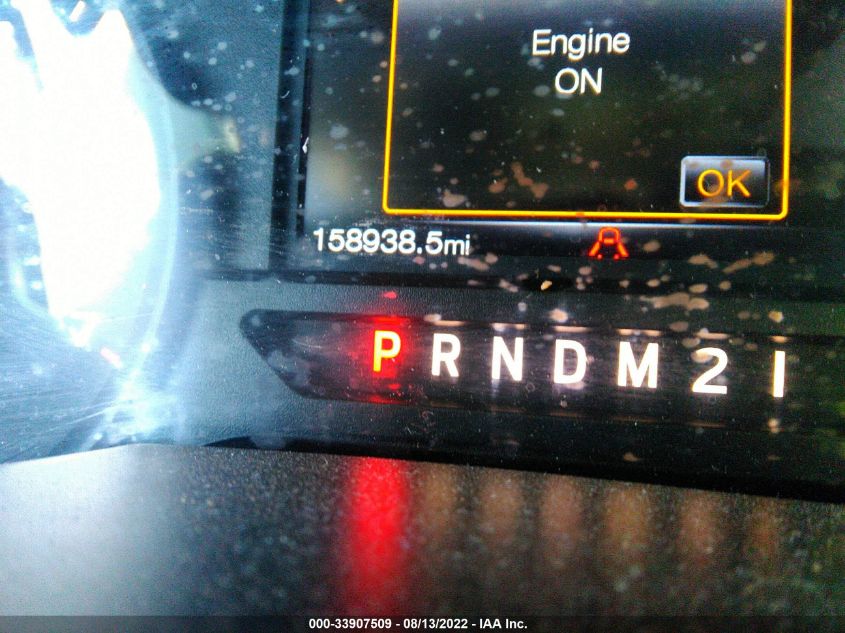 Engine
ON
OK
158938.5mi
P R N D M 2 1
000-33907509 - 08/13/2022 - IAA Inc.